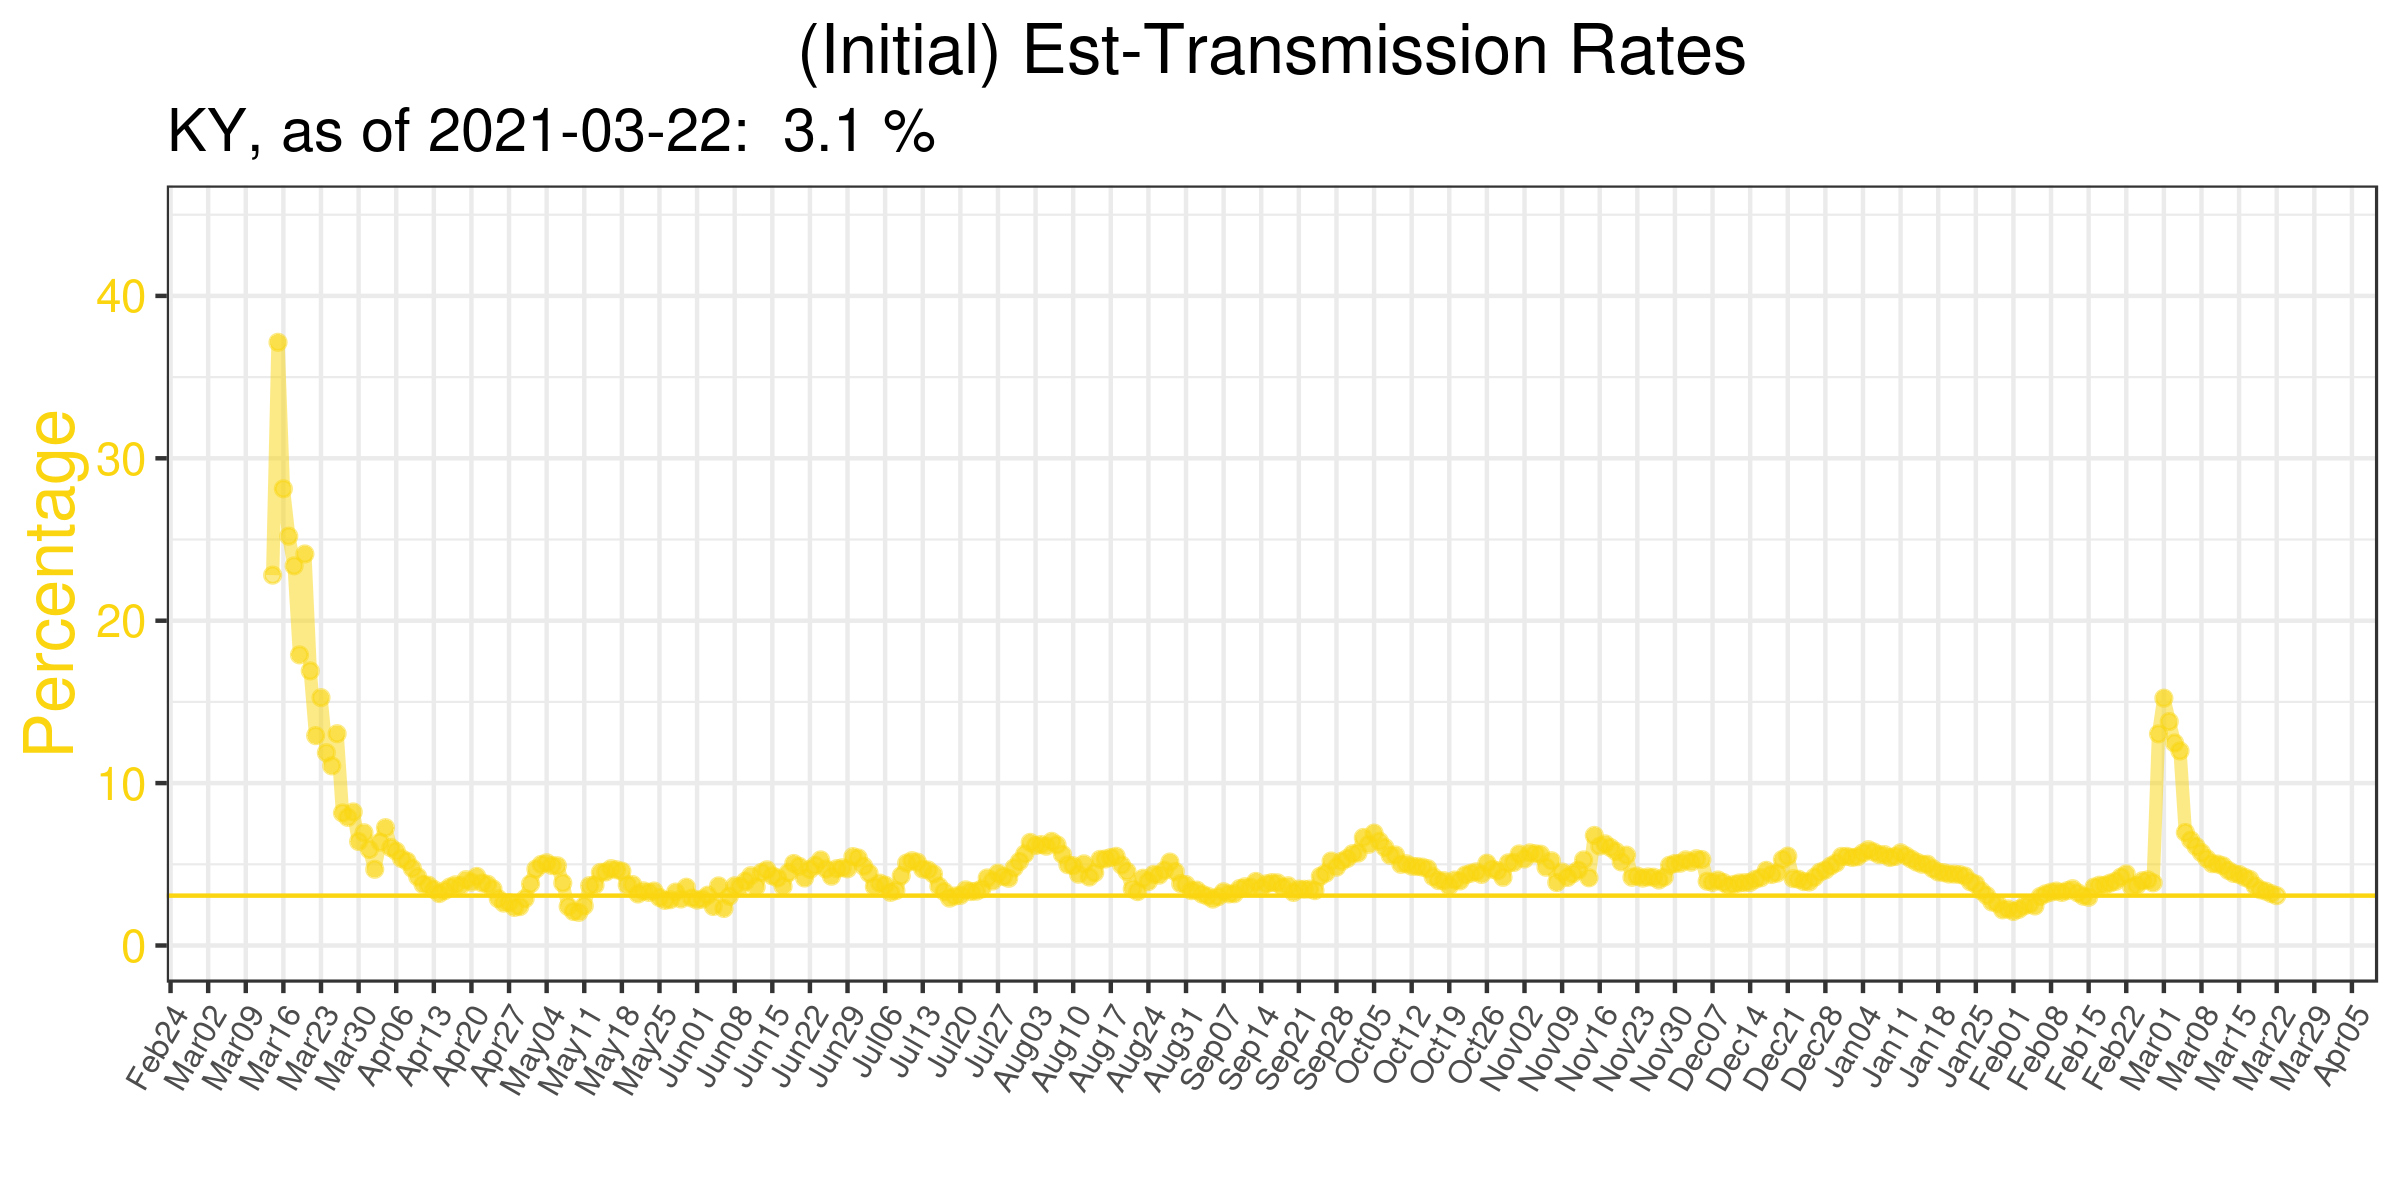 (Initial) Est-Transmission Rates
KY, as of 2021-03-22:  3.1 %
Percentage
40
30
20
10
0
Feb24 Mar02 Mar09 Mar16 Mar23 Mar30 Apr06 Apr13 Apr20 Apr27 May04 May11 May18 May25 Jun01 Jun08 Jun15 Jun22 Jun29 Jul06 Jul13 Jul20 Jul27 Aug03 Aug10 Aug17 Aug24 Aug31 Sep07 Sep14 Sep21 Sep28 Oct05 Oct12 Oct19 Oct26 Nov02 Nov09 Nov16 Nov23 Nov30 Dec07 Dec14 Dec21 Dec28 Jan04 Jan11 Jan18 Jan25 Feb01 Feb08 Feb15 Feb22 Mar01 Mar08 Mar15 Mar22 Mar29 Apr05